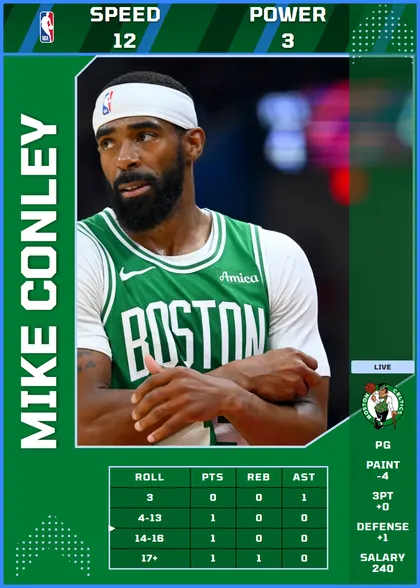 SPEED POWER
12 3
MIKE CONLEY
Amica
BOSTON
LIVE
BOSTON CELTICS
PG
PAINT
-4
3PT
+0
DEFENSE
+1
SALARY
240
ROLL PTS REB AST
3 0 0 1
4-13 1 0 0
14-16 1 0 0
17+ 1 1 0